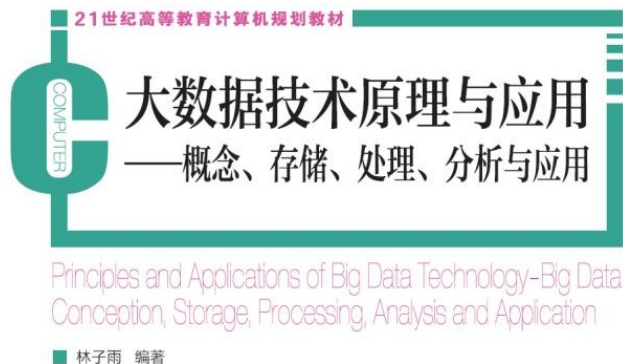 21世纪高等教育计算机规划教材
COMPUTER
大数据技术原理与应用
——概念、存储、处理、分析与应用
Principles and Applications of Big Data Technology-Big Data
Conception, Storage, Processing, Analysis and Application
林子雨 编著